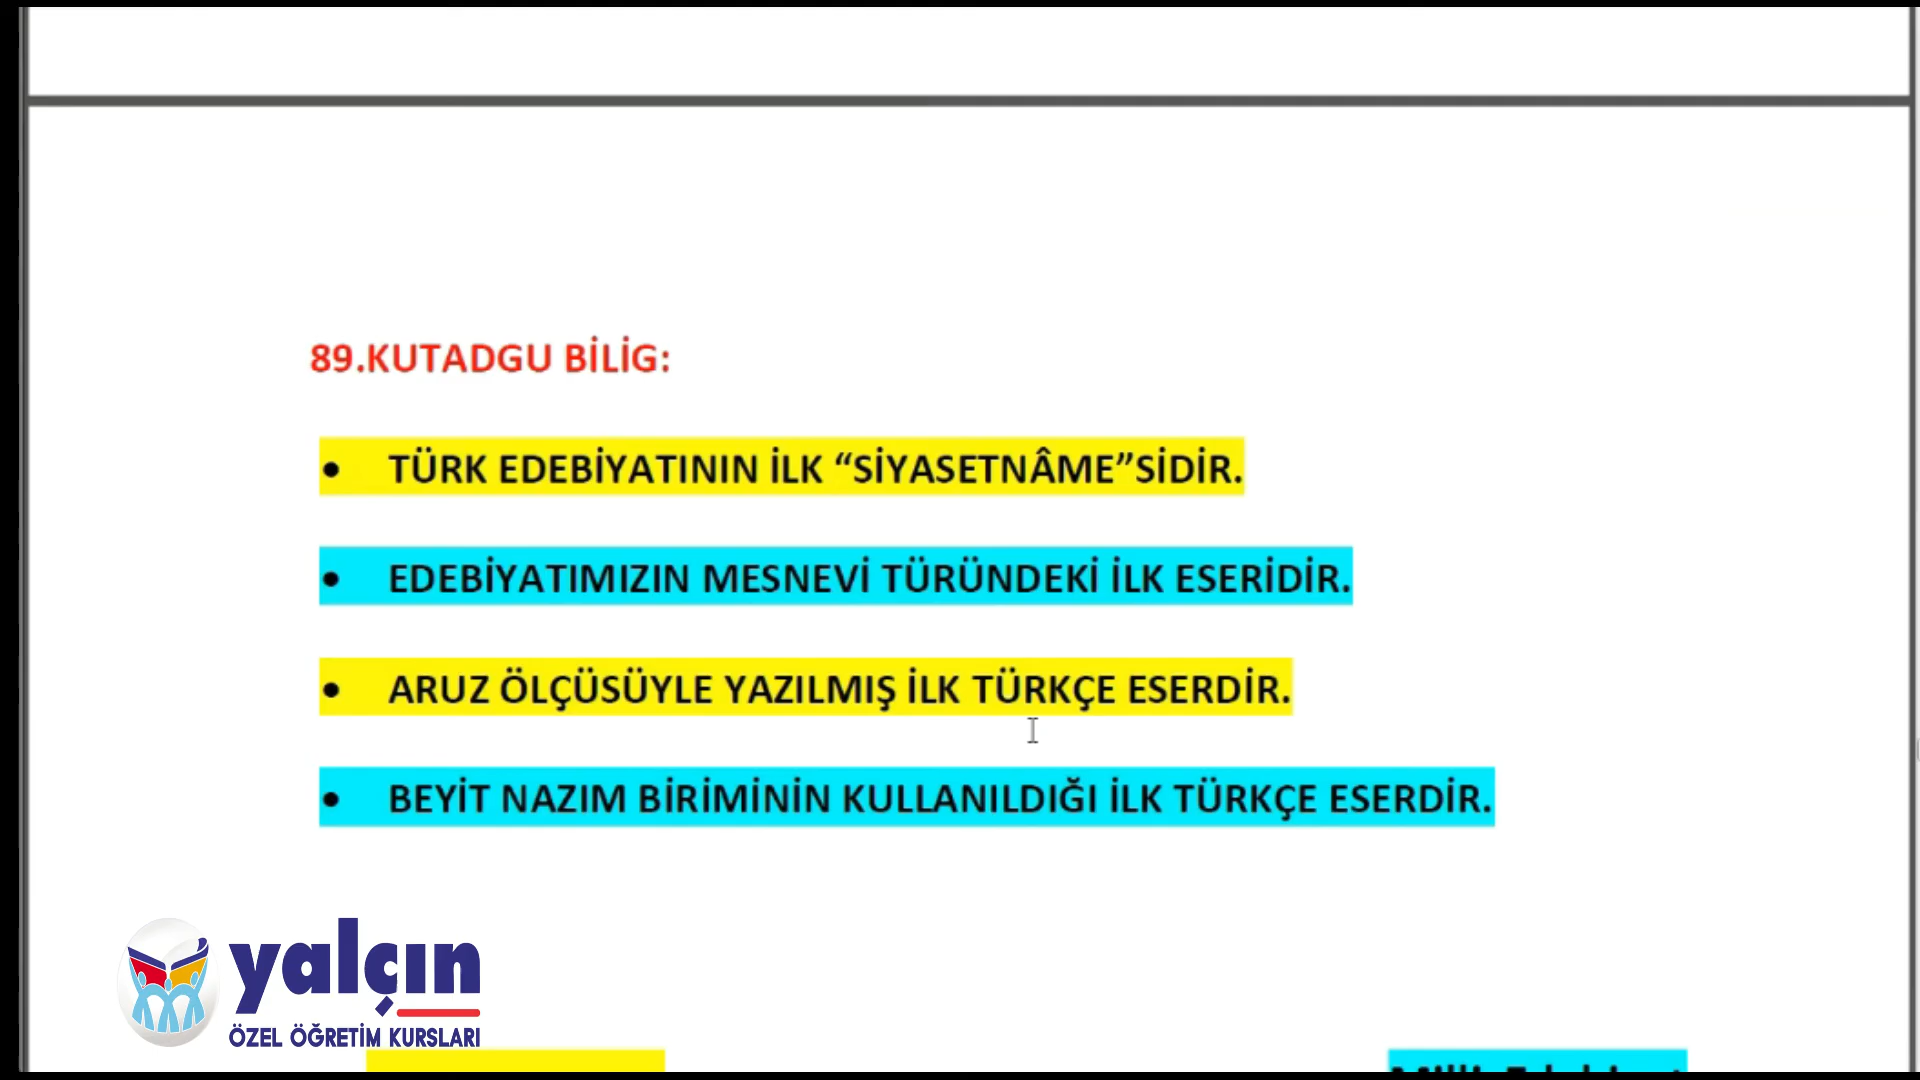 89.KUTADGU BİLİG:
• TÜRK EDEBİYATININ İLK “SİYASETNÂME”SİDİR.
• EDEBİYATIMIZIN MESNEVİ TÜRÜNDEKİ İLK ESERİDİR.
• ARUZ ÖLÇÜSÜYLE YAZILMIŞ İLK TÜRKÇE ESERDİR.
• BEYİT NAZIM BİRİMİNİN KULLANILDIĞI İLK TÜRKÇE ESERDİR.
yalçın
ÖZEL ÖĞRETİM KURSLARI